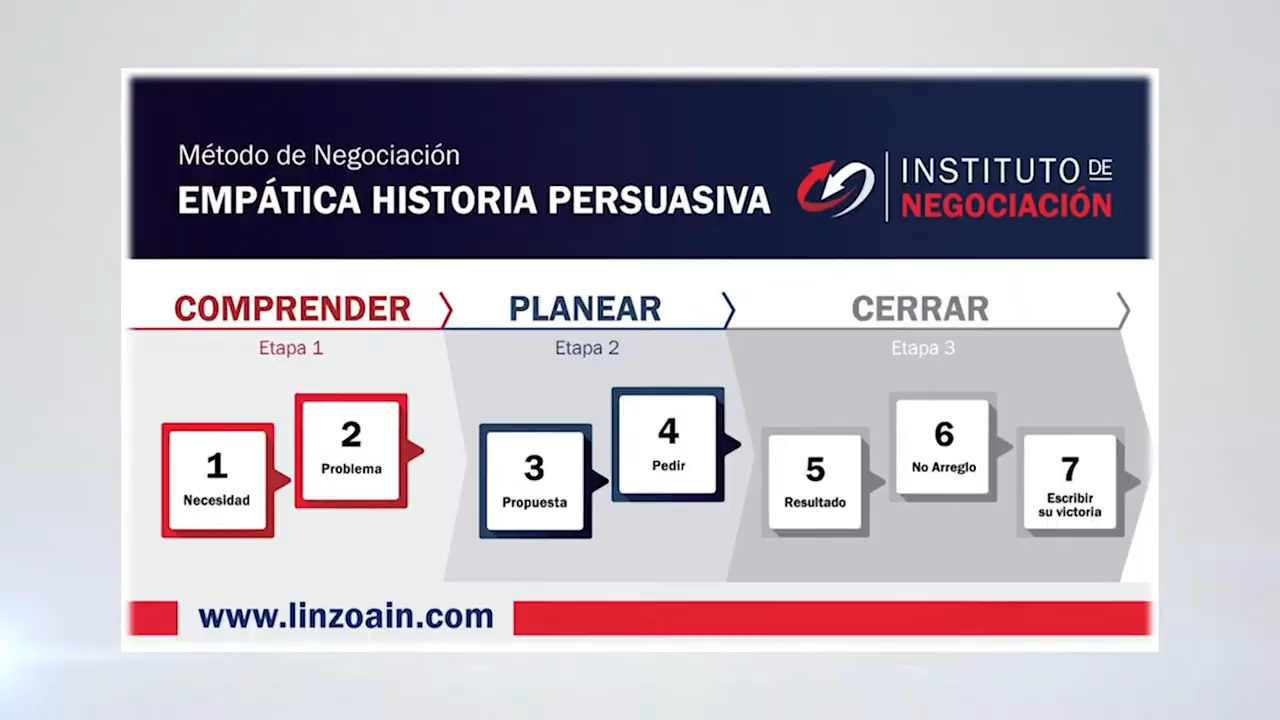 Método de Negociación
EMPÁTICA HISTORIA PERSUASIVA
INSTITUTO DE
NEGOCIACIÓN
COMPRENDER
Etapa 1
PLANEAR
Etapa 2
CERRAR
Etapa 3
1
Necesidad
2
Problema
3
Propuesta
4
Pedir
5
Resultado
6
No Arreglo
7
Escribir
su victoria
www.linzoain.com